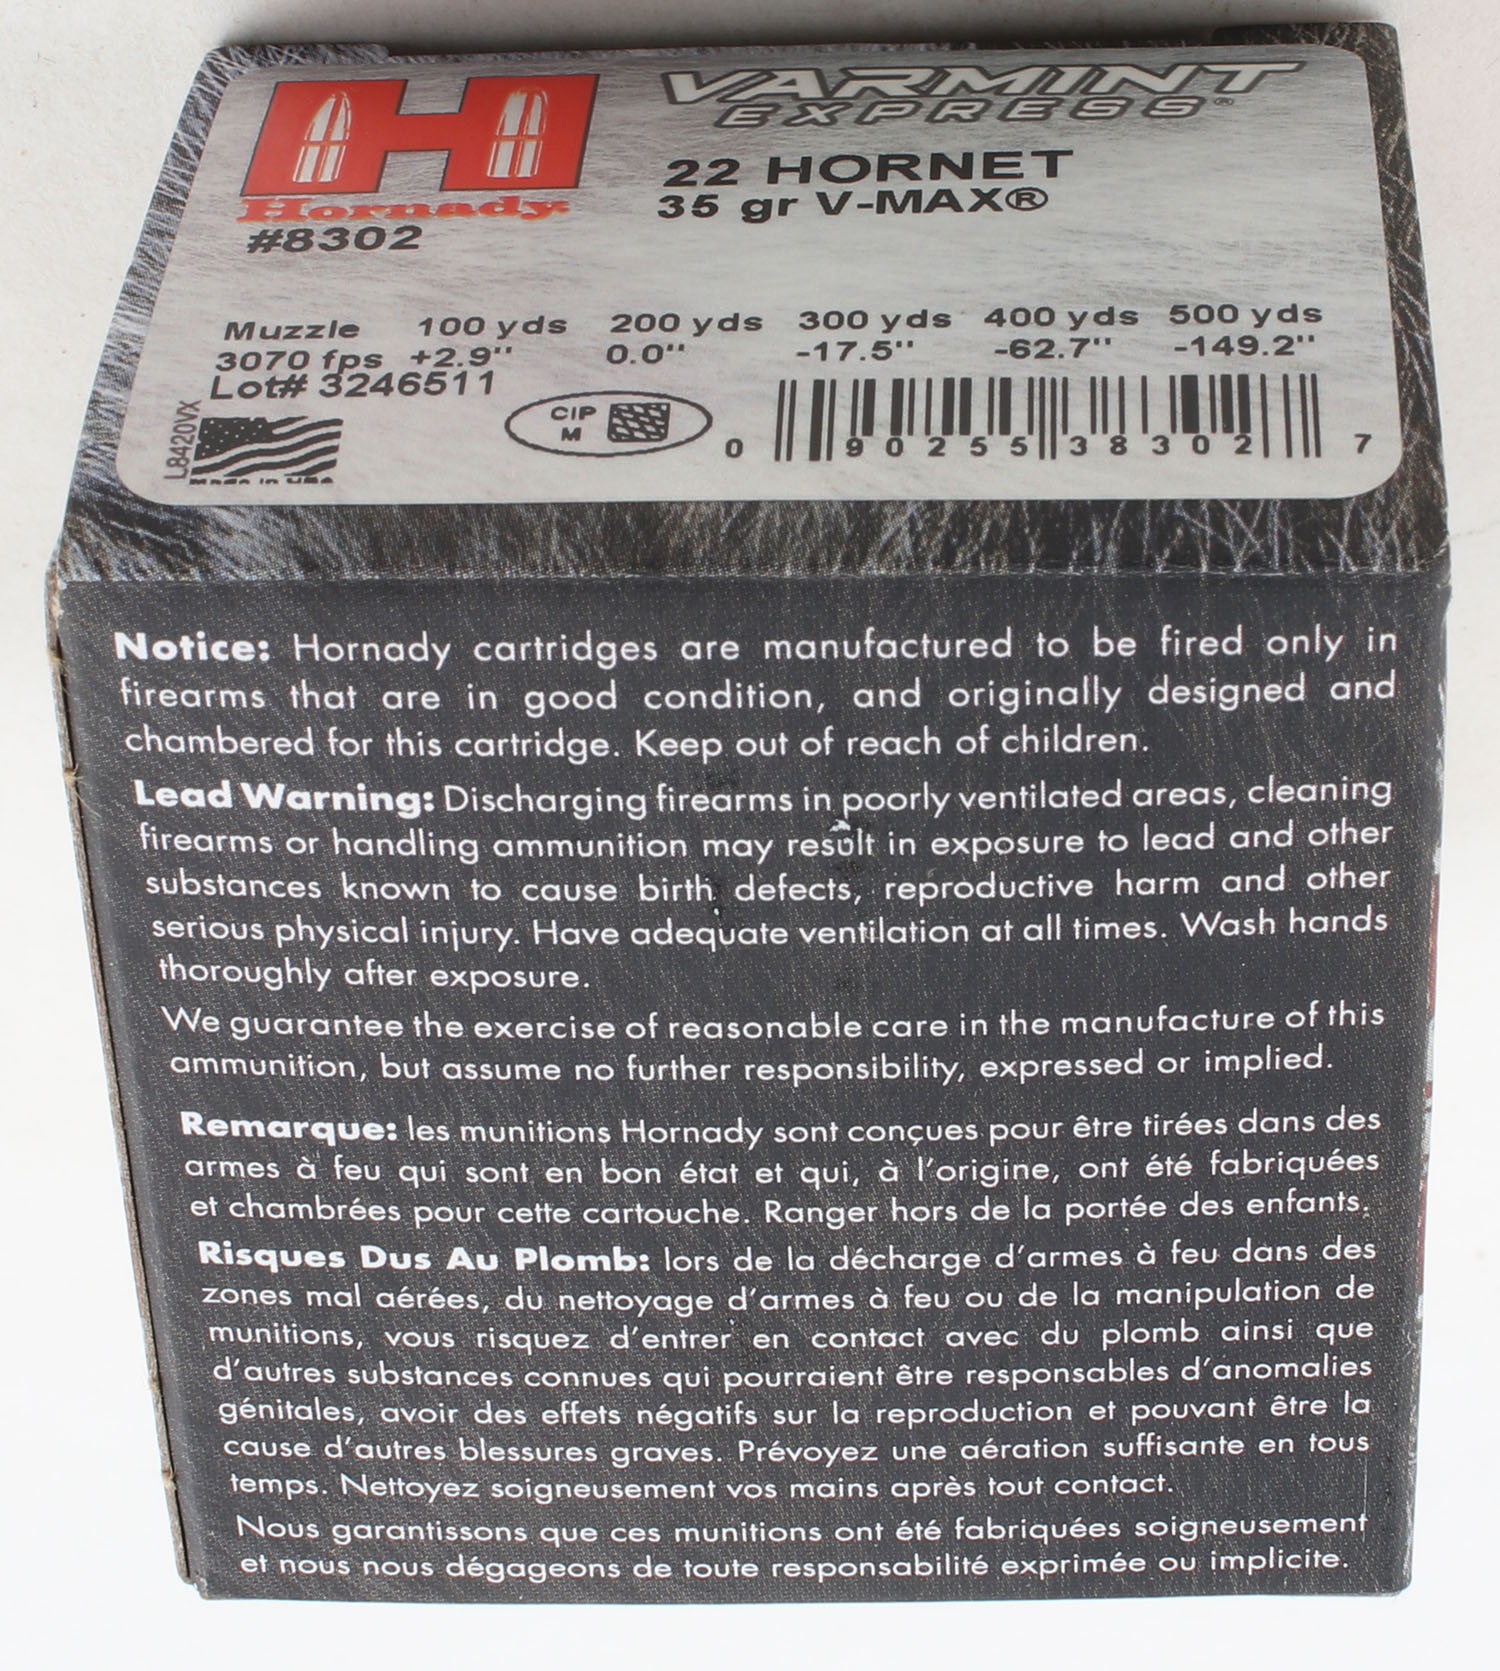 VARMINT
EXPRESS®
22 HORNET
35 gr V-MAX®
Hornady
#8302
Muzzle 100 yds 200 yds 300 yds 400 yds 500 yds
3070 fps +2.9" 0.0" -17.5" -62.7" -149.2"
Lot# 3246511
L8420VX
CIP
M
Made in USA
0 90255 38302 7
Notice: Hornady cartridges are manufactured to be fired only in
firearms that are in good condition, and originally designed and
chambered for this cartridge. Keep out of reach of children.
Lead Warning: Discharging firearms in poorly ventilated areas, cleaning
firearms or handling ammunition may result in exposure to lead and other
substances known to cause birth defects, reproductive harm and other
serious physical injury. Have adequate ventilation at all times. Wash hands
thoroughly after exposure.
We guarantee the exercise of reasonable care in the manufacture of this
ammunition, but assume no further responsibility, expressed or implied.
Remarque: les munitions Hornady sont conçues pour être tirées dans des
armes à feu qui sont en bon état et qui, à l'origine, ont été fabriquées
et chambrées pour cette cartouche. Ranger hors de la portée des enfants.
Risques Dus Au Plomb: lors de la décharge d'armes à feu dans des
zones mal aérées, du nettoyage d'armes à feu ou de la manipulation de
munitions, vous risquez d'entrer en contact avec du plomb ainsi que
d'autres substances connues qui pourraient être responsables d'anomalies
génitales, avoir des effets négatifs sur la reproduction et pouvant être la
cause d'autres blessures graves. Prévoyez une aération suffisante en tous
temps. Nettoyez soigneusement vos mains après tout contact.
Nous garantissons que ces munitions ont été fabriquées soigneusement
et nous nous dégageons de toute responsabilité exprimée ou implicite.